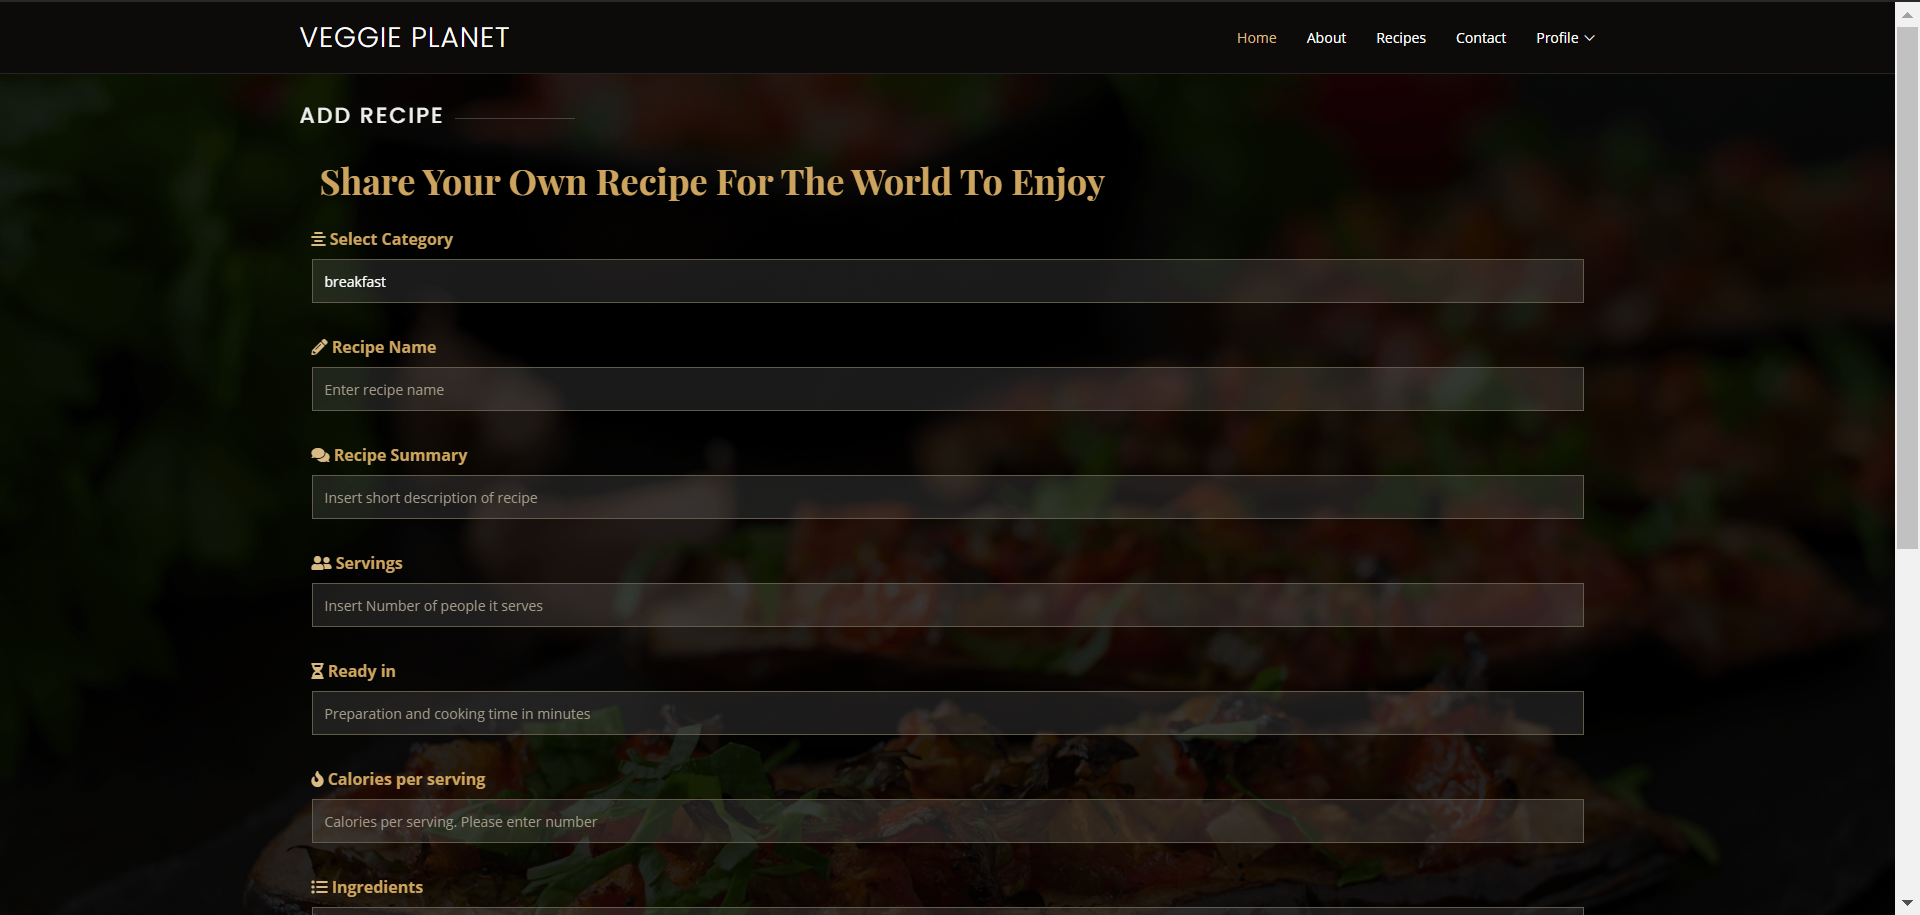 VEGGIE PLANET
Home About Recipes Contact Profile
ADD RECIPE
Share Your Own Recipe For The World To Enjoy
Select Category
breakfast
Recipe Name
Enter recipe name
Recipe Summary
Insert short description of recipe
Servings
Insert Number of people it serves
Ready in
Preparation and cooking time in minutes
Calories per serving
Calories per serving. Please enter number
Ingredients